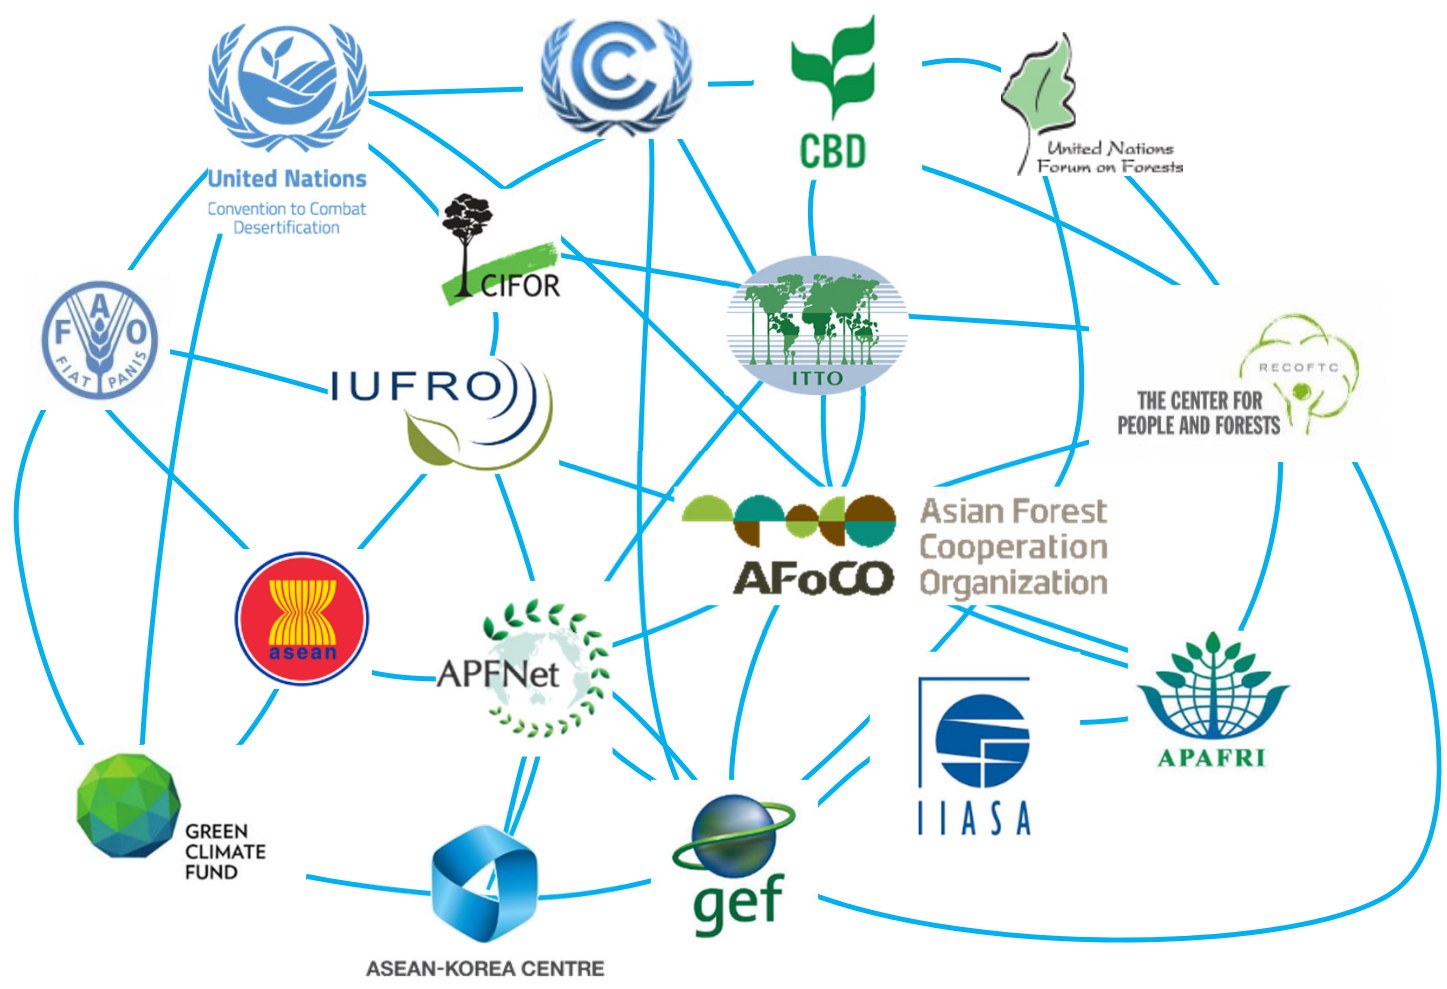 United Nations
Convention to Combat
Desertification
C
CBD
United Nations
Forum on Forests
CIFOR
F A O
FIAT PANIS
IUFRO
ITTO
RECOFTC
THE CENTER FOR
PEOPLE AND FORESTS
AFoCO
Asian Forest
Cooperation
Organization
asean
APFNet
IIASA
APAFRI
GREEN
CLIMATE
FUND
gef
ASEAN-KOREA CENTRE